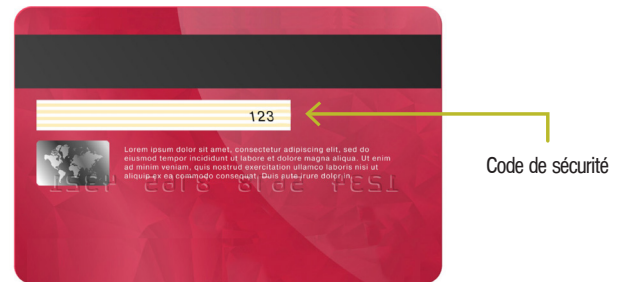 123
Code de sécurité
Lorem ipsum dolor sit amet, consectetur adipiscing elit, sed do
eiusmod tempor incididunt ut labore et dolore magna aliqua. Ut enim
ad minim veniam, quis nostrud exercitation ullamco laboris nisi ut
aliquip ex ea commodo consequat. Duis aute irure dolor in